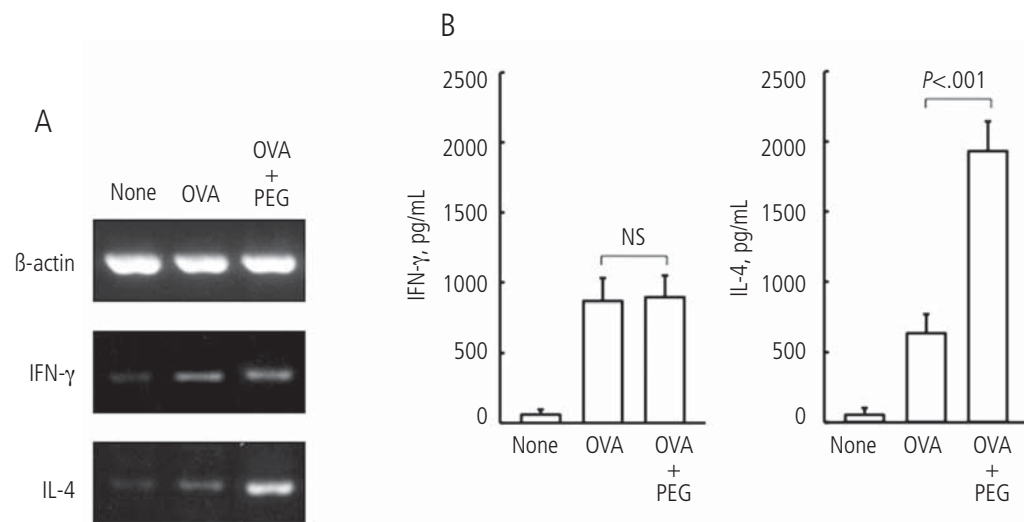 A
None
OVA
OVA
+
PEG
ß-actin
IFN-γ
IL-4
B
IFN-γ, pg/mL
2500
2000
1500
1000
500
0
NS
None
OVA
OVA
+
PEG
IL-4, pg/mL
2500
2000
1500
1000
500
0
P<.001
None
OVA
OVA
+
PEG